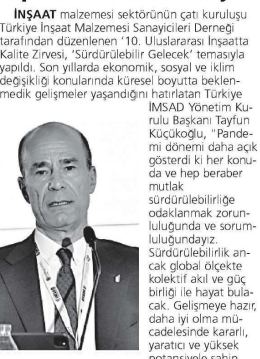 İNŞAAT malzemesi sektörünün çatı kuruluşu
Türkiye İnşaat Malzemesi Sanayicileri Derneği
tarafından düzenlenen ‘10. Uluslararası İnşaatta
Kalite Zirvesi, ‘Sürdürülebilir Gelecek’ temasıyla
yapıldı. Son yıllarda ekonomik, sosyal ve iklim
değişikliği konularında küresel boyutta beklen-
medik gelişmeler yaşandığını hatırlatan Türkiye
İMSAD Yönetim Ku-
rulu Başkanı Tayfun
Küçükoğlu, “Pande-
mi dönemi daha açık
gösterdi ki her konu-
da ve hep beraber
mutlak
sürdürülebilirliğe
odaklanmak zorun-
luluğunda ve sorum-
luluğundayız.
Sürdürülebilirlik an-
cak global ölçekte
kolektif akıl ve güç
birliği ile hayat bula-
cak. Gelişmeye hazır,
daha iyi olma mü-
cadelesinde kararlı,
yaratıcı ve yüksek
potansiyele sahip